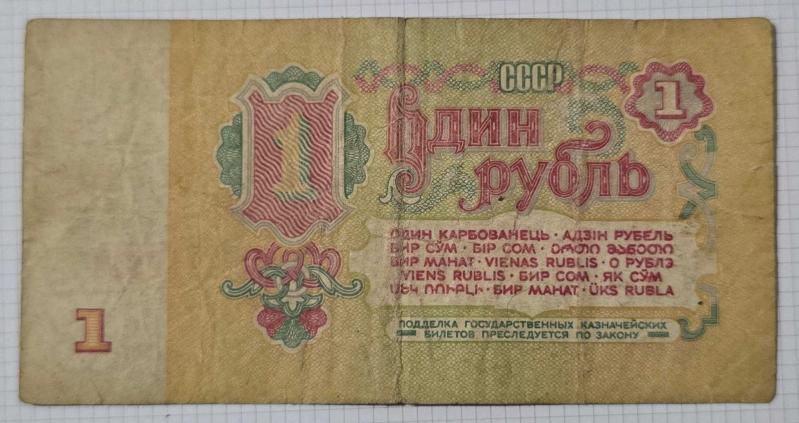 СССР
1
1
Один
рубль
ОДИН КАРБОВАНЕЦЬ · АДЗІН РУБЕЛЬ
БИР СЎМ · БІР СОМ · ᲔᲠᲗᲘ ᲛᲐᲜᲔᲗᲘ
БИР МАНАТ · VIENAS RUBLIS · О РУБЛЭ
VIENS RUBLIS · БИР СОМ · ЯК СЎМ
ՄԵԿ ՌՈՒԲԼԻ · БИР МАНАТ · ÜKS RUBLA
1
ПОДДЕЛКА ГОСУДАРСТВЕННЫХ КАЗНАЧЕЙСКИХ
БИЛЕТОВ ПРЕСЛЕДУЕТСЯ ПО ЗАКОНУ